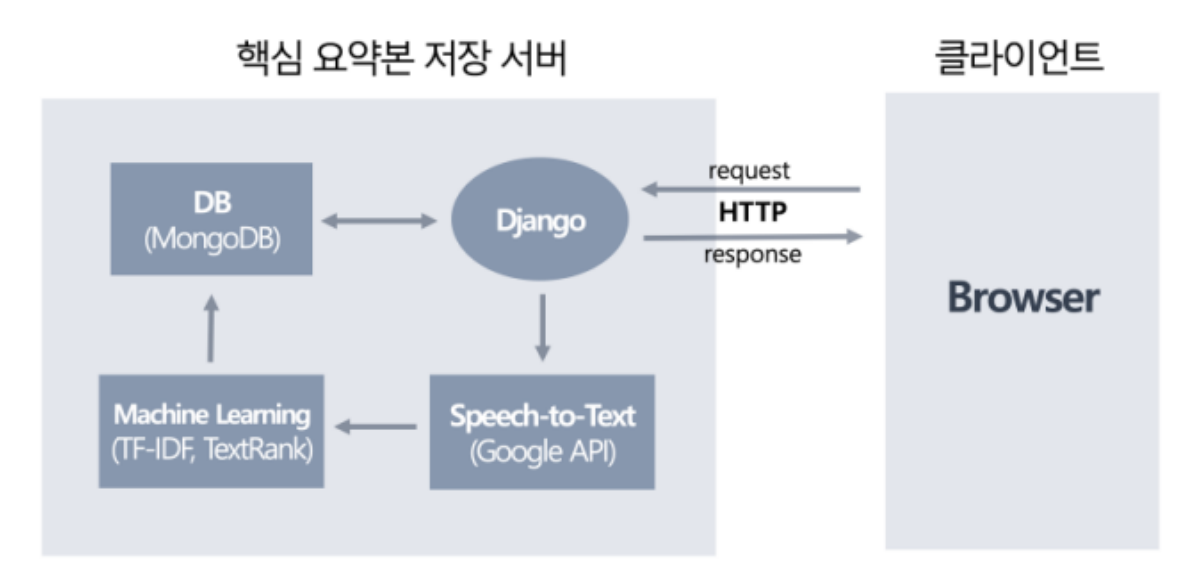 핵심 요약본 저장 서버
클라이언트
DB
(MongoDB)
Django
request
HTTP
response
Browser
Machine Learning
(TF-IDF, TextRank)
Speech-to-Text
(Google API)